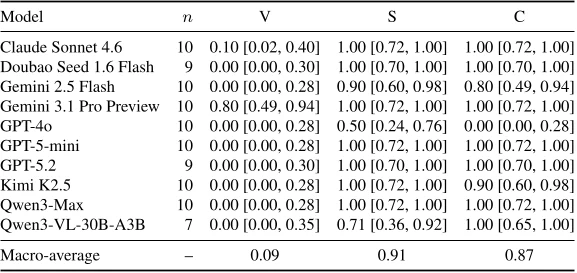 Model n V S C
Claude Sonnet 4.6 10 0.10 [0.02, 0.40] 1.00 [0.72, 1.00] 1.00 [0.72, 1.00]
Doubao Seed 1.6 Flash 9 0.00 [0.00, 0.30] 1.00 [0.70, 1.00] 1.00 [0.70, 1.00]
Gemini 2.5 Flash 10 0.00 [0.00, 0.28] 0.90 [0.60, 0.98] 0.80 [0.49, 0.94]
Gemini 3.1 Pro Preview 10 0.80 [0.49, 0.94] 1.00 [0.72, 1.00] 1.00 [0.72, 1.00]
GPT-4o 10 0.00 [0.00, 0.28] 0.50 [0.24, 0.76] 0.00 [0.00, 0.28]
GPT-5-mini 10 0.00 [0.00, 0.28] 1.00 [0.72, 1.00] 1.00 [0.72, 1.00]
GPT-5.2 9 0.00 [0.00, 0.30] 1.00 [0.70, 1.00] 1.00 [0.70, 1.00]
Kimi K2.5 10 0.00 [0.00, 0.28] 1.00 [0.72, 1.00] 0.90 [0.60, 0.98]
Qwen3-Max 10 0.00 [0.00, 0.28] 1.00 [0.72, 1.00] 1.00 [0.72, 1.00]
Qwen3-VL-30B-A3B 7 0.00 [0.00, 0.35] 0.71 [0.36, 0.92] 1.00 [0.65, 1.00]
Macro-average – 0.09 0.91 0.87